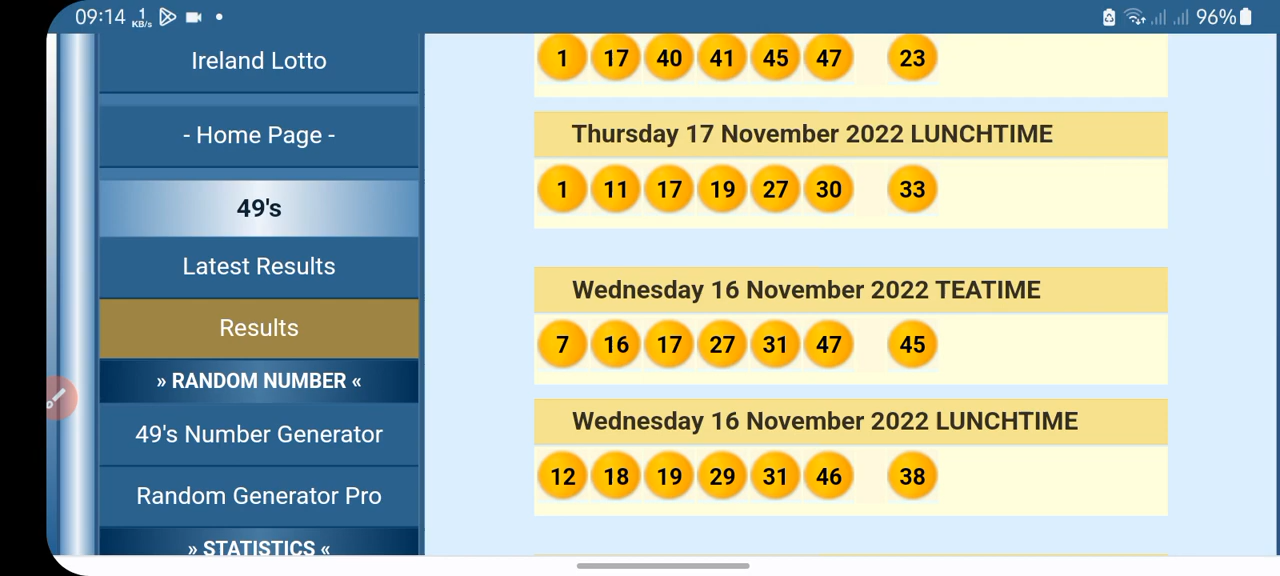 09:14 1 KB/s 96%
Ireland Lotto
- Home Page -
49's
Latest Results
Results
» RANDOM NUMBER «
49's Number Generator
Random Generator Pro
» STATISTICS «
1 17 40 41 45 47 23
Thursday 17 November 2022 LUNCHTIME
1 11 17 19 27 30 33
Wednesday 16 November 2022 TEATIME
7 16 17 27 31 47 45
Wednesday 16 November 2022 LUNCHTIME
12 18 19 29 31 46 38